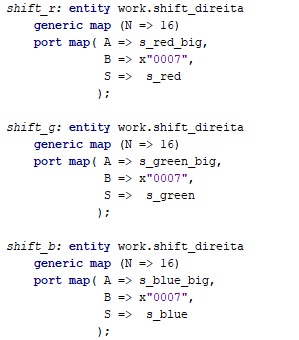 shift_r: entity work.shift_direita
generic map (N => 16)
port map( A => s_red_big,
B => x"0007",
S =>  s_red
);
shift_g: entity work.shift_direita
generic map (N => 16)
port map( A => s_green_big,
B => x"0007",
S =>  s_green
);
shift_b: entity work.shift_direita
generic map (N => 16)
port map( A => s_blue_big,
B => x"0007",
S =>  s_blue
);